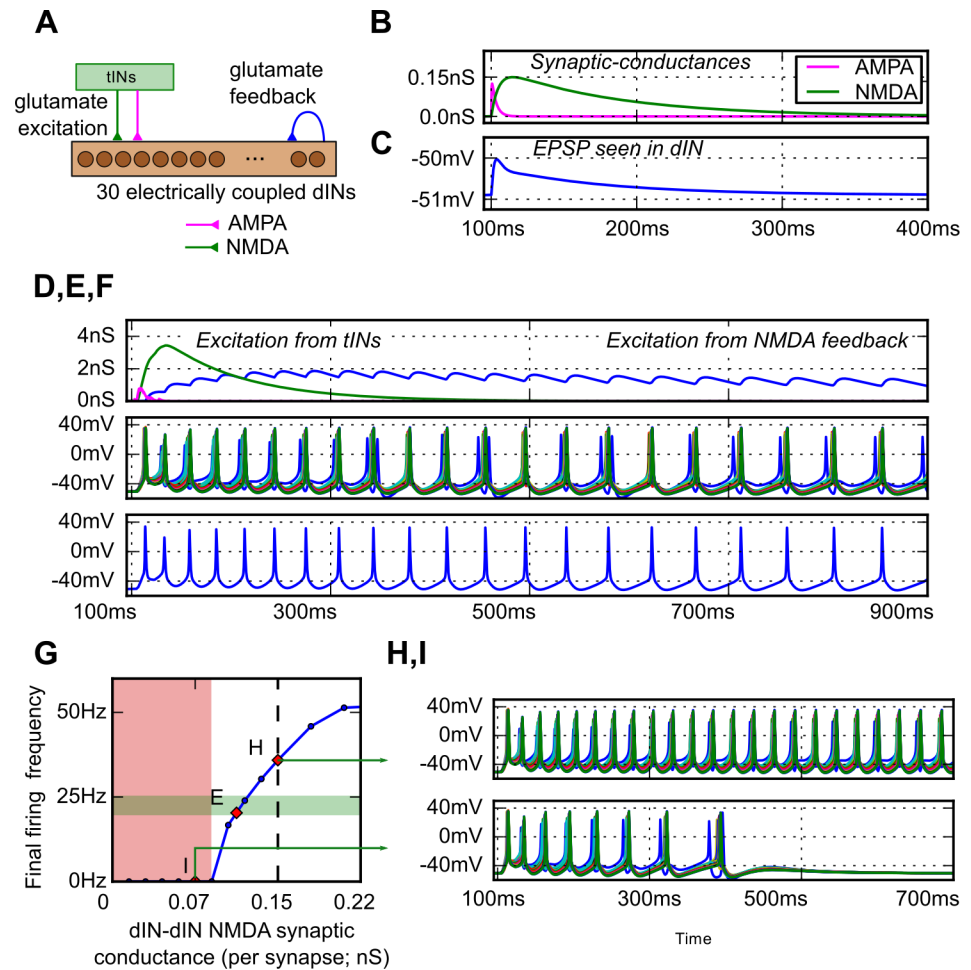 A
tINs
glutamate
excitation
glutamate
feedback
...
30 electrically coupled dINs
AMPA
NMDA
B
Synaptic-conductances
AMPA
NMDA
0.15nS
0.0nS
C
EPSP seen in dIN
-50mV
-51mV
100ms 200ms 300ms 400ms
D,E,F
Excitation from tINs Excitation from NMDA feedback
4nS
2nS
0nS
40mV
0mV
-40mV
40mV
0mV
-40mV
100ms 300ms 500ms 700ms 900ms
G
Final firing frequency
50Hz
25Hz
0Hz
H
E
I
0 0.07 0.15 0.22
dIN-dIN NMDA synaptic
conductance (per synapse; nS)
H,I
40mV
0mV
-40mV
40mV
0mV
-40mV
100ms 300ms 500ms 700ms
Time